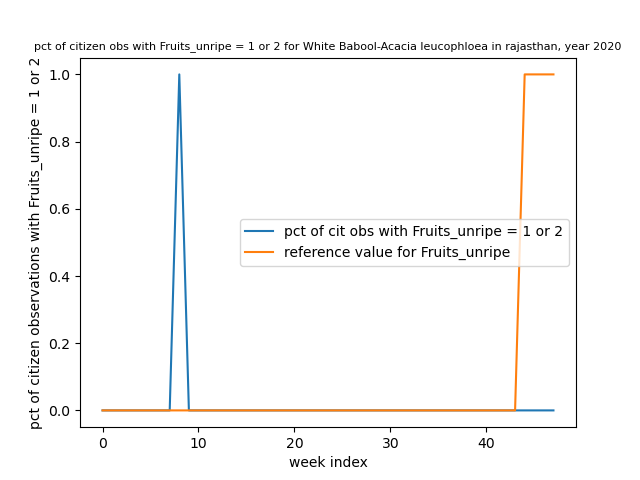 pct of citizen obs with Fruits_unripe = 1 or 2 for White Babool-Acacia leucophloea in rajasthan, year 2020
pct of citizen observations with Fruits_unripe = 1 or 2
1.0
0.8
0.6
0.4
0.2
0.0
pct of cit obs with Fruits_unripe = 1 or 2
reference value for Fruits_unripe
0 10 20 30 40
week index